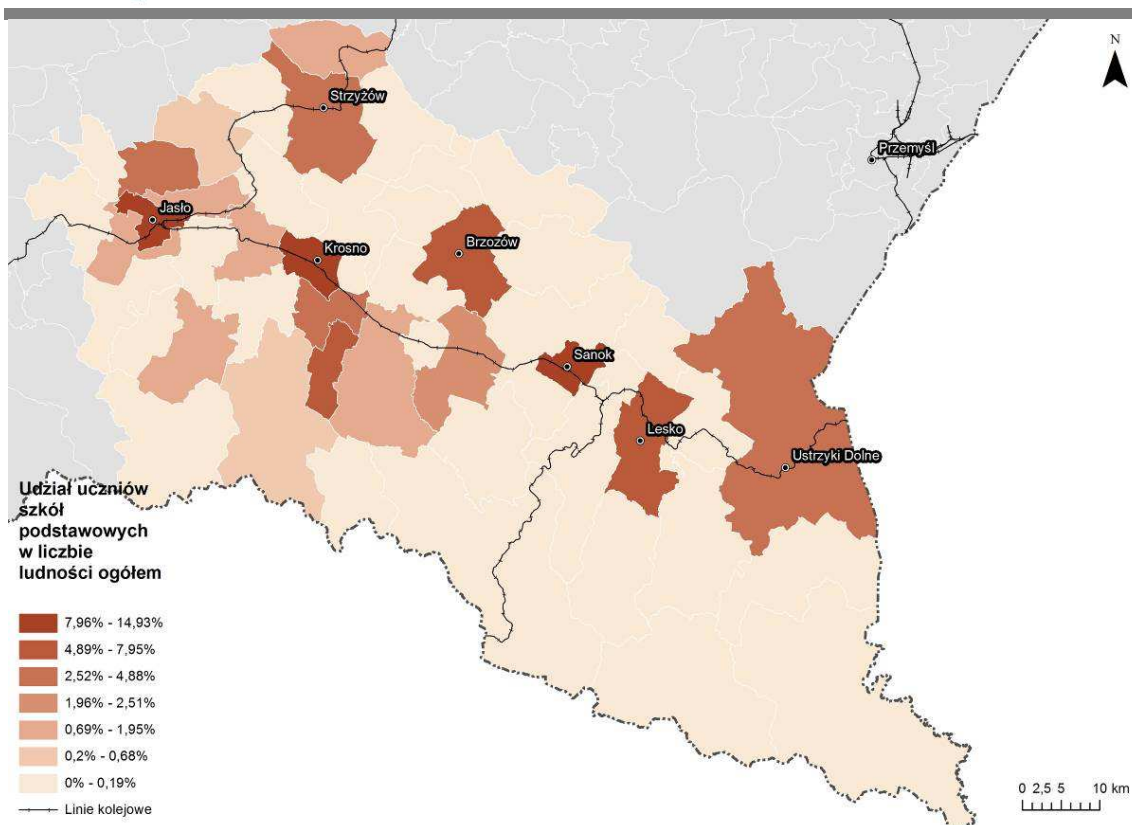 N
Strzyżów
Przemyśl
Jasło
Krosno
Brzozów
Sanok
Lesko
Ustrzyki Dolne
Udział uczniów
szkół
podstawowych
w liczbie
ludności ogółem
7,96% - 14,93%
4,89% - 7,95%
2,52% - 4,88%
1,96% - 2,51%
0,69% - 1,95%
0,2% - 0,68%
0% - 0,19%
Linie kolejowe
0 2,5 5 10 km